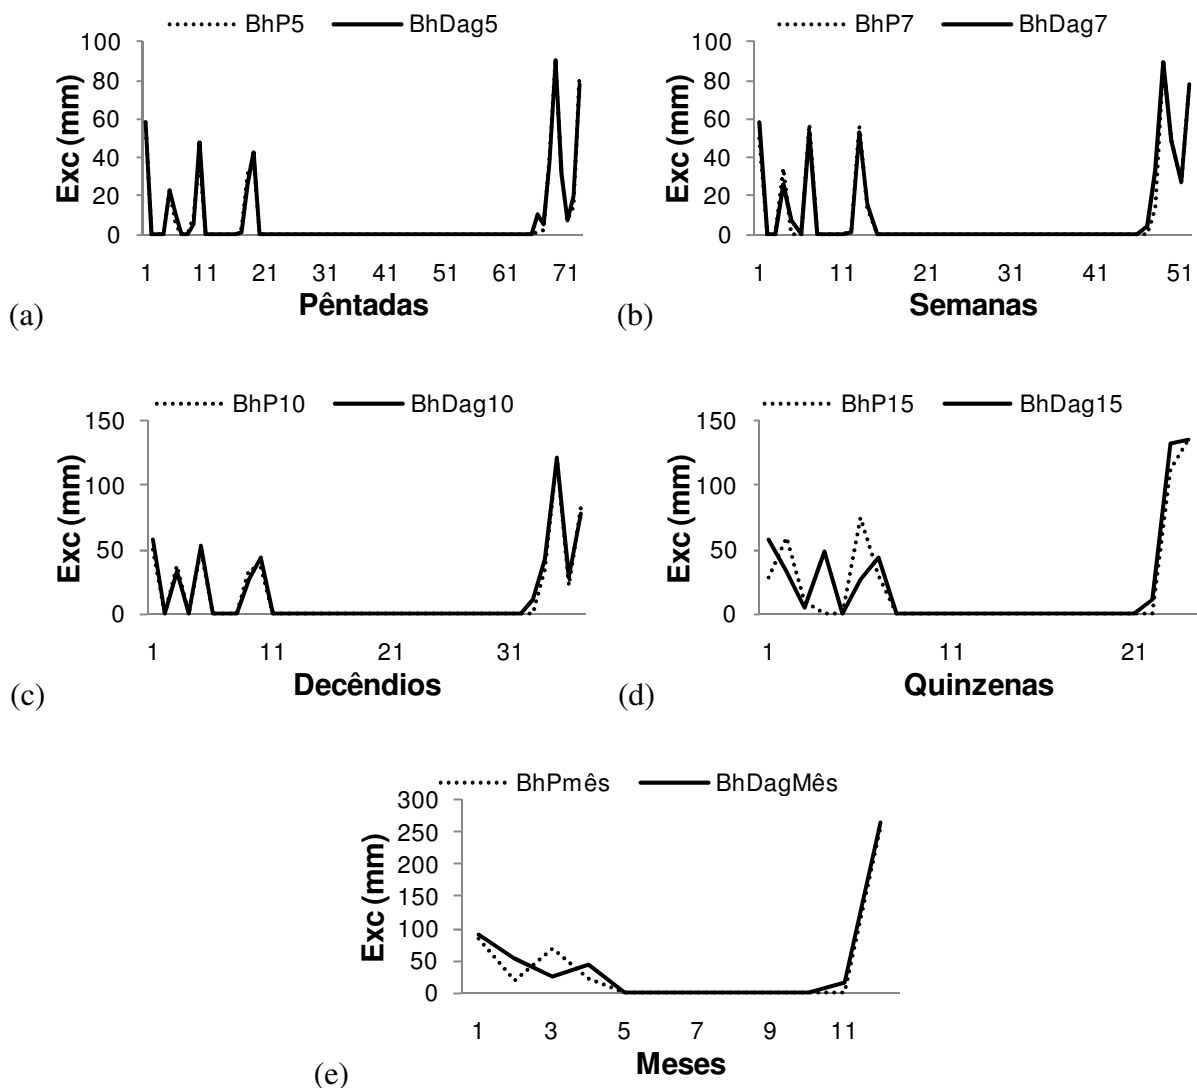 BhP5 BhDag5
100
80
60
40
20
0
Exc (mm)
1 11 21 31 41 51 61 71
Pêntadas
(a)
BhP7 BhDag7
100
80
60
40
20
0
Exc (mm)
1 11 21 31 41 51
Semanas
(b)
BhP10 BhDag10
150
100
50
0
Exc (mm)
1 11 21 31
Decêndios
(c)
BhP15 BhDag15
150
100
50
0
Exc (mm)
1 11 21
Quinzenas
(d)
BhPmês BhDagMês
300
250
200
150
100
50
0
Exc (mm)
1 3 5 7 9 11
Meses
(e)